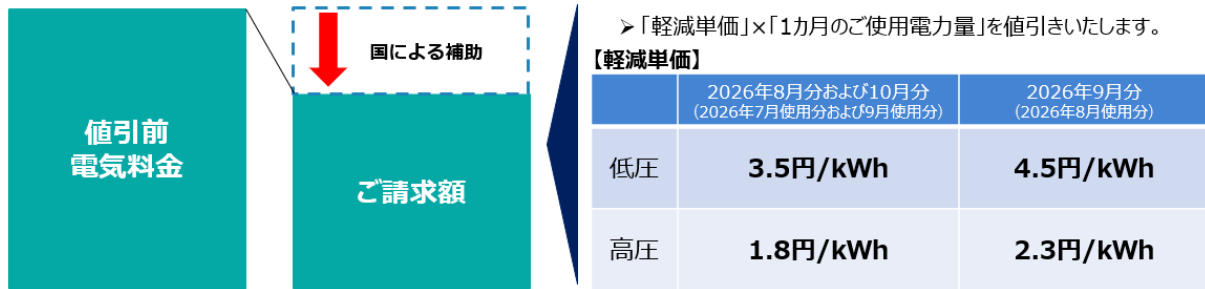 値引前
電気料金
国による補助
ご請求額
➢「軽減単価」×「1カ月のご使用電力量」を値引きいたします。
【軽減単価】
2026年8月分および10月分
（2026年7月使用分および9月使用分）
2026年9月分
（2026年8月使用分）
低圧
3.5円/kWh
4.5円/kWh
高圧
1.8円/kWh
2.3円/kWh